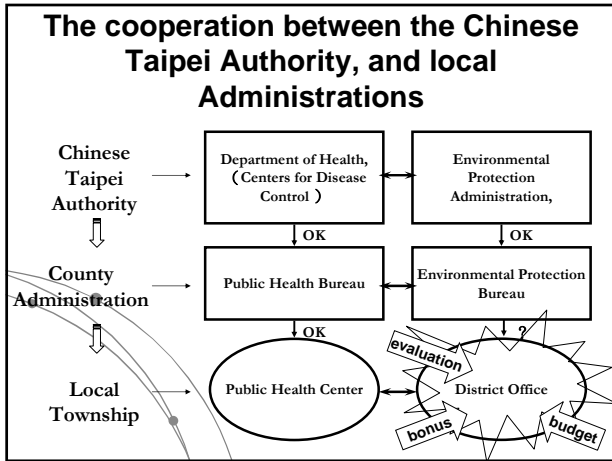 The cooperation between the Chinese
Taipei Authority, and local
Administrations
Chinese
Taipei
Authority
Department of Health,
（Centers for Disease
Control ）
Environmental
Protection
Administration,
OK
OK
County
Administration
Public Health Bureau
Environmental Protection
Bureau
OK
?
evaluation
Local
Township
Public Health Center
District Office
bonus
budget